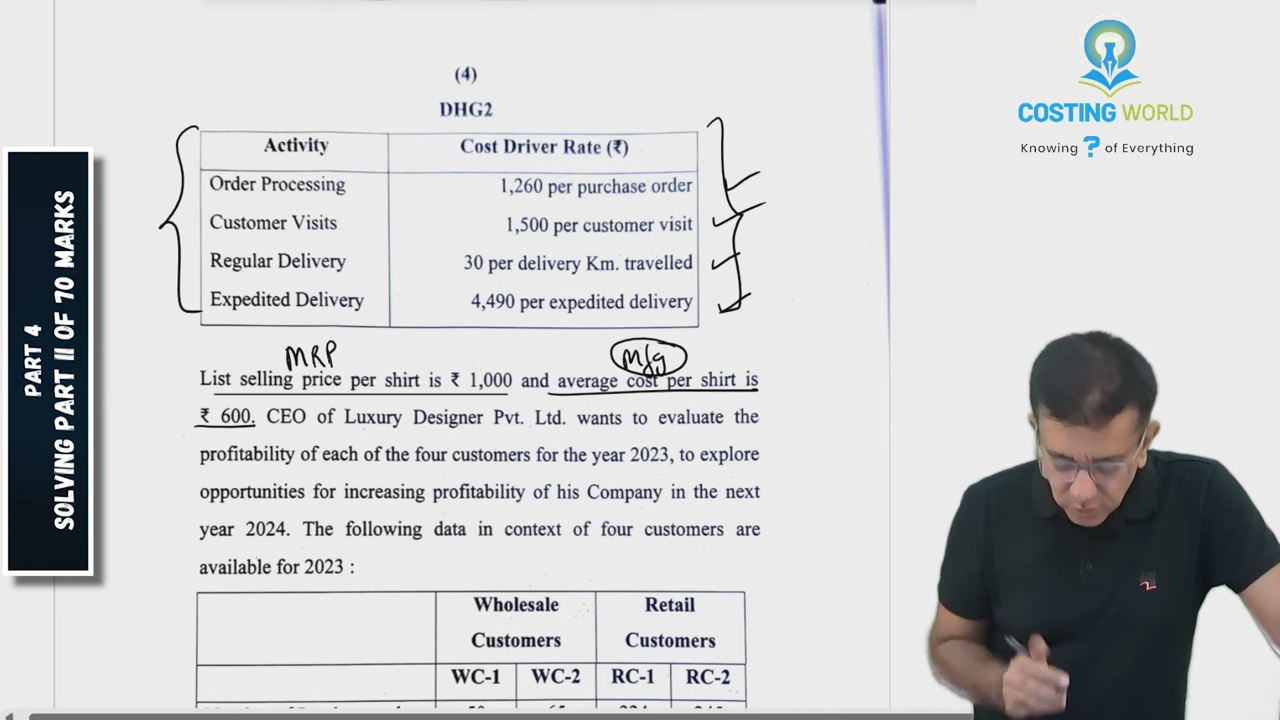 PART 4
SOLVING PART II OF 70 MARKS
(4)
DHG2
Activity Cost Driver Rate (₹)
Order Processing 1,260 per purchase order
Customer Visits 1,500 per customer visit
Regular Delivery 30 per delivery Km. travelled
Expedited Delivery 4,490 per expedited delivery
MRP Mfg
List selling price per shirt is ₹ 1,000 and average cost per shirt is
₹ 600. CEO of Luxury Designer Pvt. Ltd. wants to evaluate the
profitability of each of the four customers for the year 2023, to explore
opportunities for increasing profitability of his Company in the next
year 2024. The following data in context of four customers are
available for 2023 :
Wholesale Retail
Customers Customers
WC-1 WC-2 RC-1 RC-2
COSTING WORLD
Knowing ? of Everything